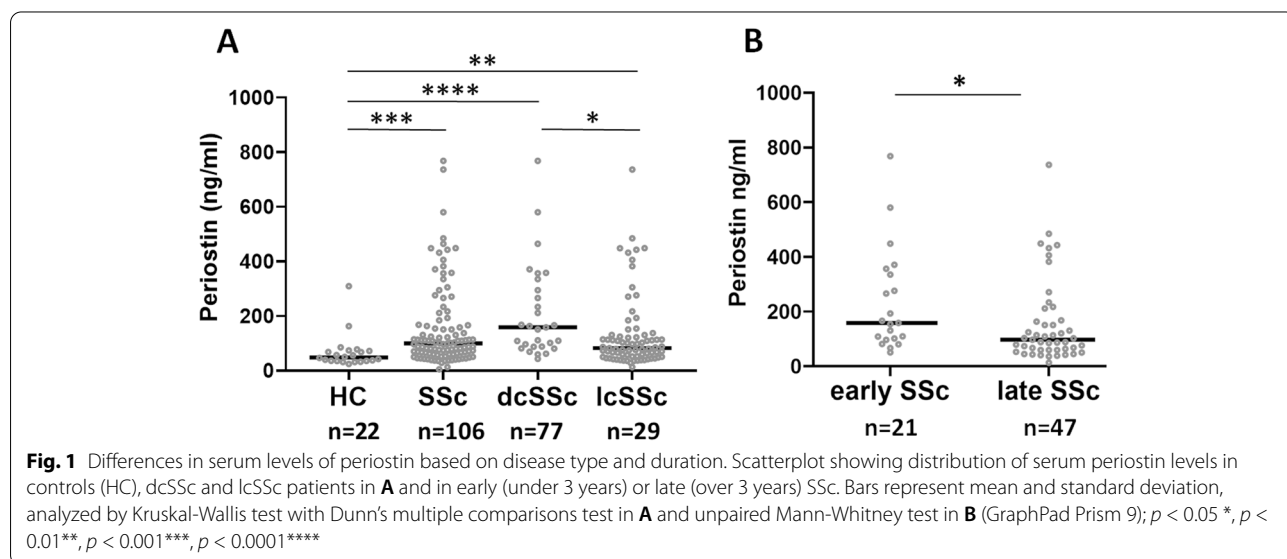 A
B
**
****
***
*
*
Periostin (ng/ml)
1000
800
600
400
200
0
HC
SSc
dcSSc
lcSSc
n=22
n=106
n=77
n=29
Periostin ng/ml
1000
800
600
400
200
0
early SSc
late SSc
n=21
n=47
Fig. 1 Differences in serum levels of periostin based on disease type and duration. Scatterplot showing distribution of serum periostin levels in
controls (HC), dcSSc and lcSSc patients in A and in early (under 3 years) or late (over 3 years) SSc. Bars represent mean and standard deviation,
analyzed by Kruskal-Wallis test with Dunn's multiple comparisons test in A and unpaired Mann-Whitney test in B (GraphPad Prism 9); p < 0.05 *, p <
0.01**, p < 0.001***, p < 0.0001****